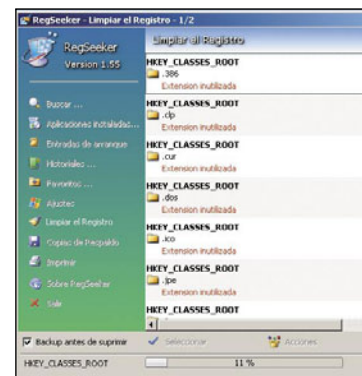 RegSeeker - Limpiar el Registro - 1/2
RegSeeker
Version 1.55
Buscar ...
Aplicaciones instaladas...
Entradas de arranque
Historiales ...
Favoritos ...
Ajustes
Limpiar el Registro
Copias de Respaldo
Imprimir
Sobre RegSeeker
Salir
Limpiar el Registro
HKEY_CLASSES_ROOT
.386
Extension inutilizada
HKEY_CLASSES_ROOT
.clp
Extension inutilizada
HKEY_CLASSES_ROOT
.cur
Extension inutilizada
HKEY_CLASSES_ROOT
.dos
Extension inutilizada
HKEY_CLASSES_ROOT
.ico
Extension inutilizada
HKEY_CLASSES_ROOT
.jpe
Extension inutilizada
HKEY_CLASSES_ROOT
Backup antes de suprimir
Seleccionar
Acciones
HKEY_CLASSES_ROOT
11 %